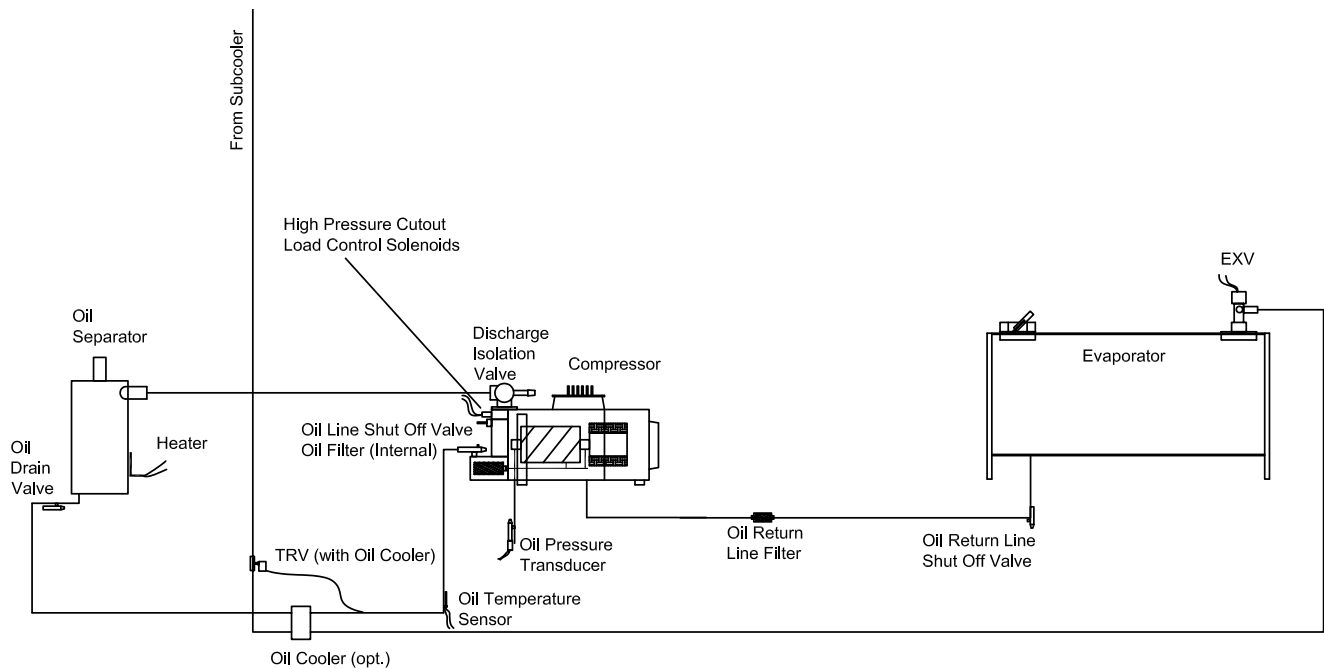 From Subcooler
High Pressure Cutout
Load Control Solenoids
EXV
Oil
Separator
Discharge
Isolation
Valve
Compressor
Evaporator
Oil Line Shut Off Valve
Oil Filter (Internal)
Heater
Oil
Drain
Valve
Oil Return
Line Filter
Oil Return Line
Shut Off Valve
Oil Pressure
Transducer
TRV (with Oil Cooler)
Oil Temperature
Sensor
Oil Cooler (opt.)